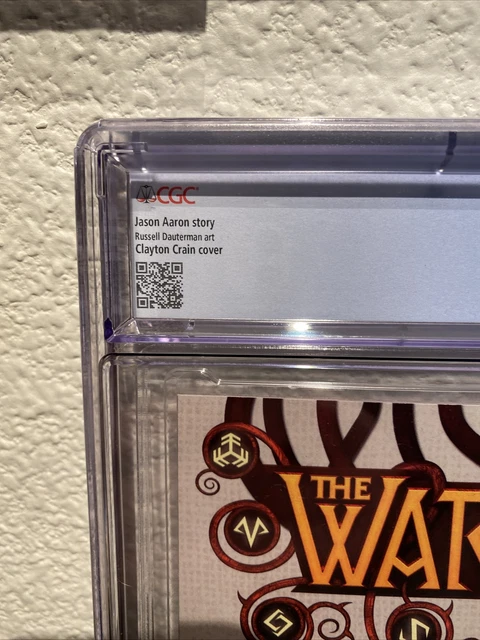 CGC
Jason Aaron story
Russell Dauterman art
Clayton Crain cover
THE
WAR